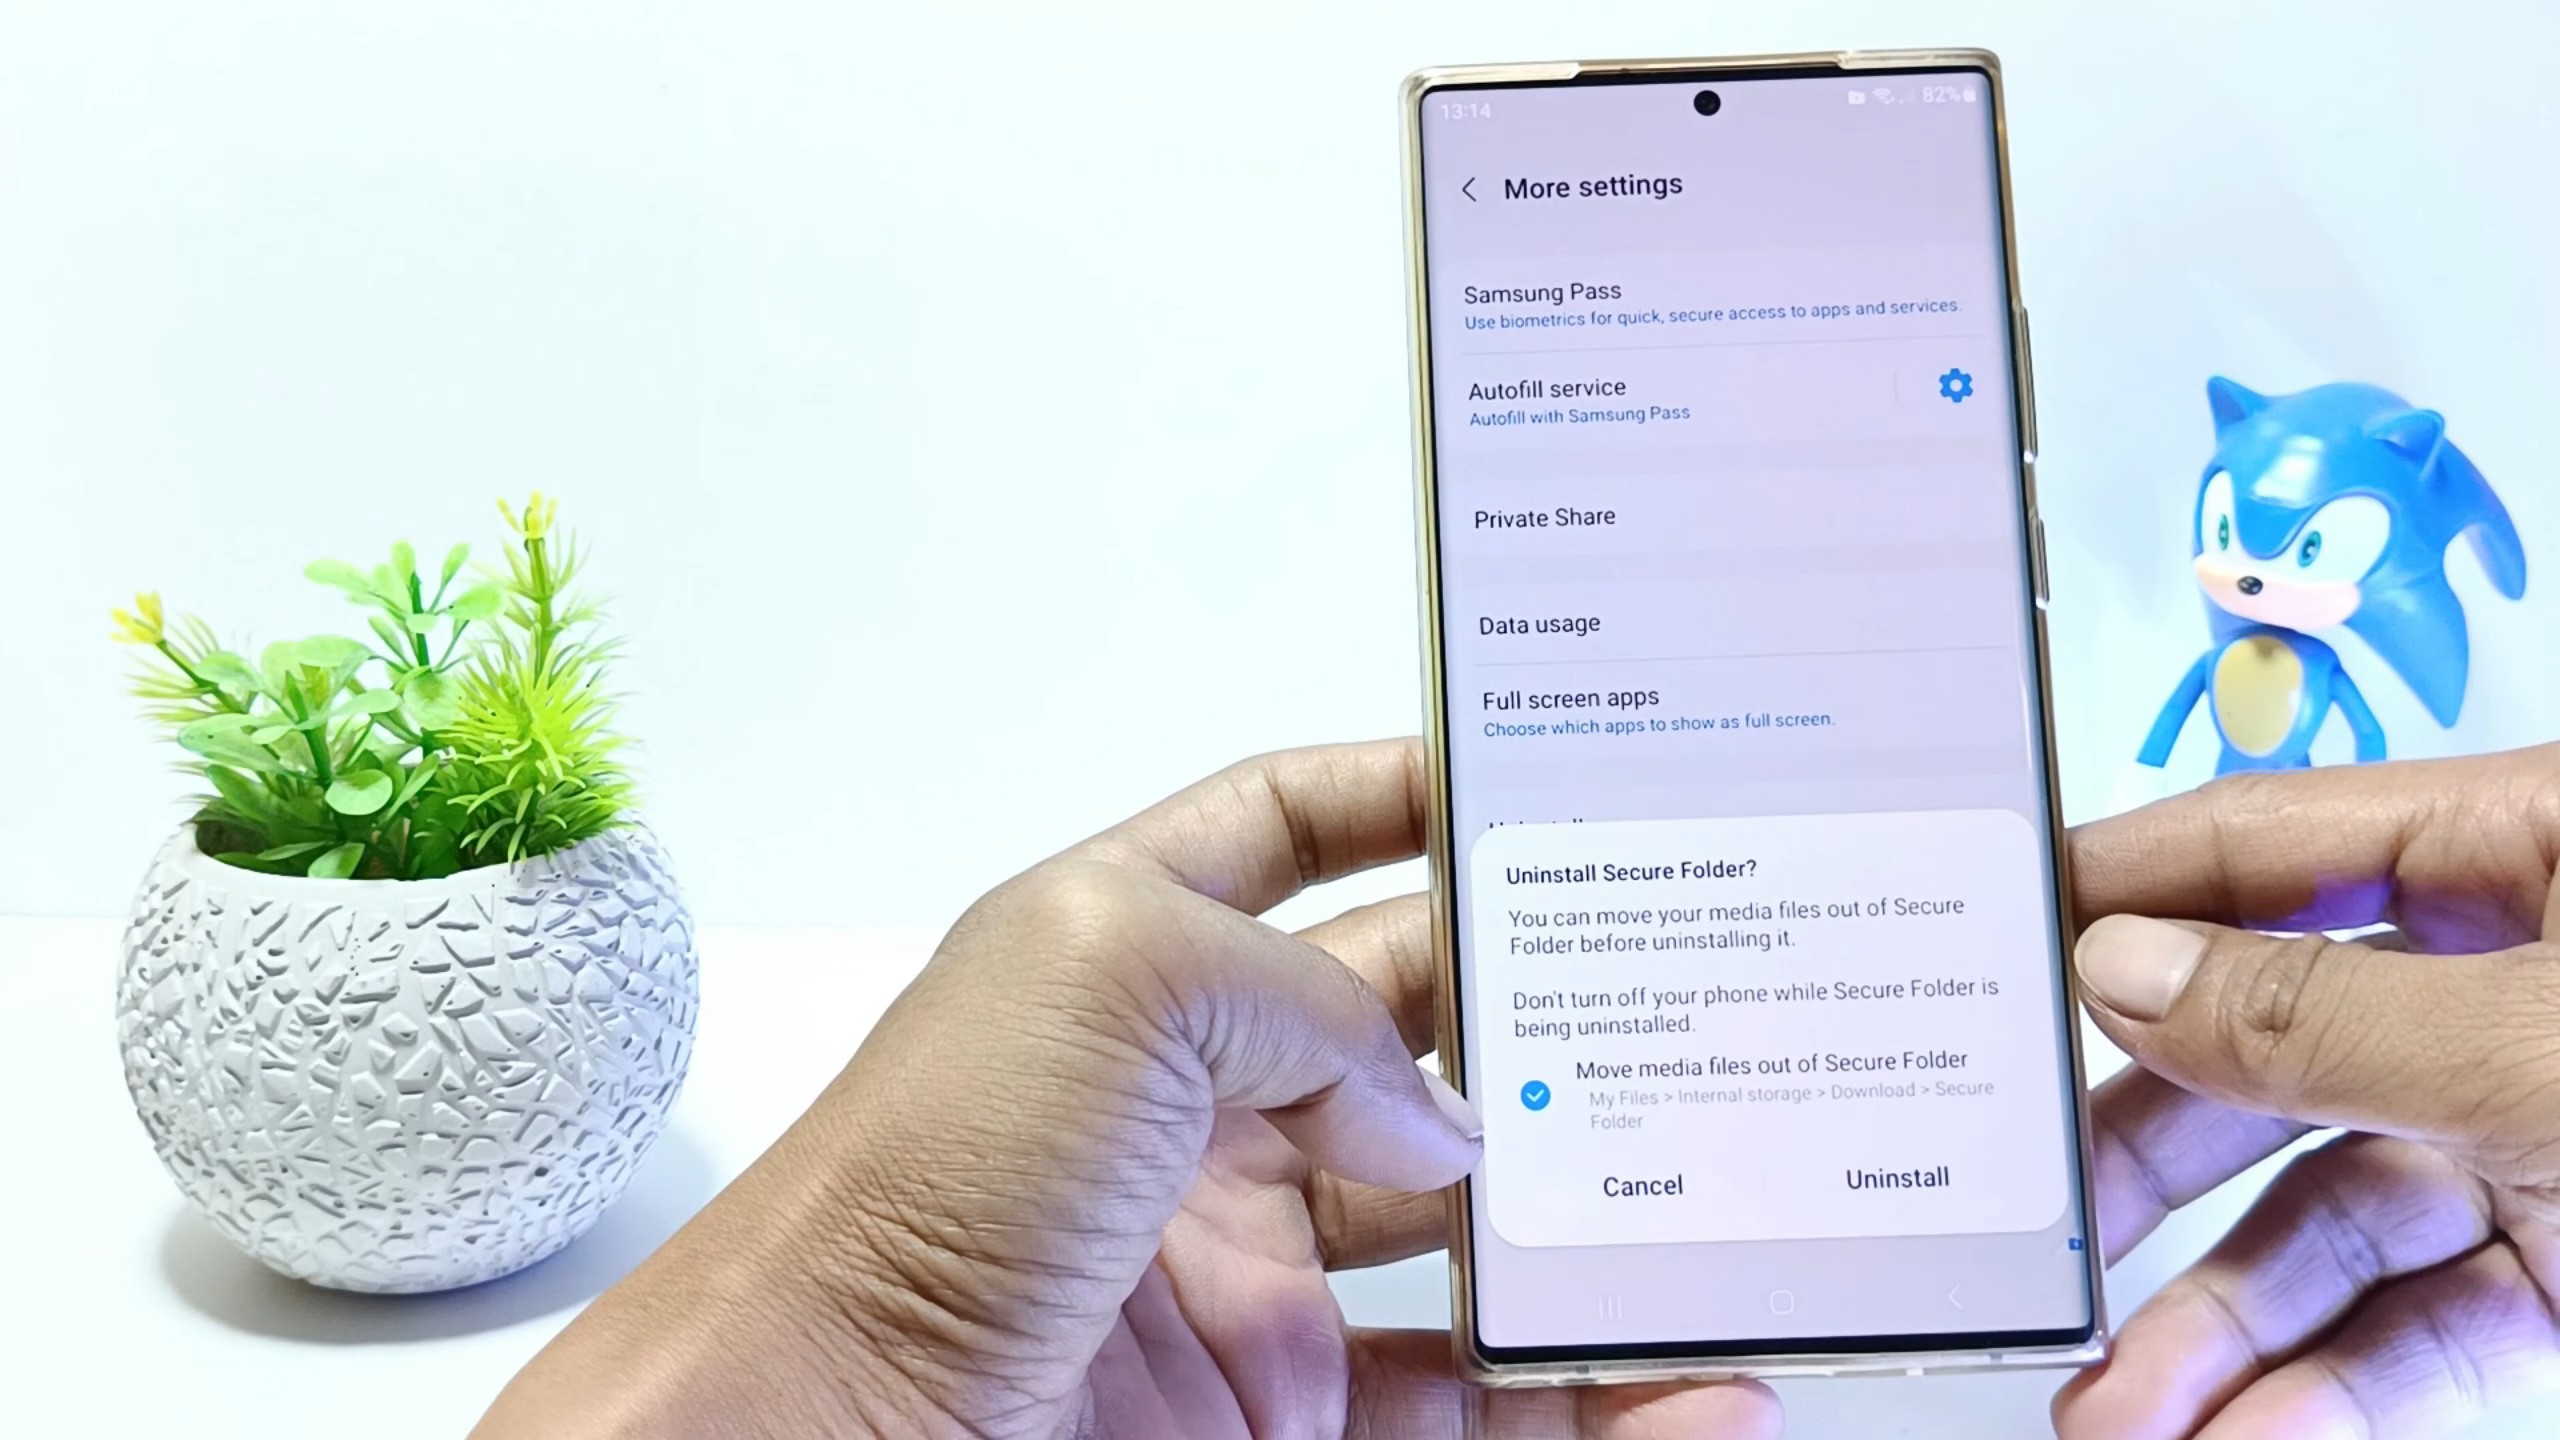 13:14
82%
More settings
Samsung Pass
Use biometrics for quick, secure access to apps and services.
Autofill service
Autofill with Samsung Pass
Private Share
Data usage
Full screen apps
Choose which apps to show as full screen.
Uninstall Secure Folder?
You can move your media files out of Secure
Folder before uninstalling it.
Don't turn off your phone while Secure Folder is
being uninstalled.
Move media files out of Secure Folder
My Files > Internal storage > Download > Secure
Folder
Cancel
Uninstall